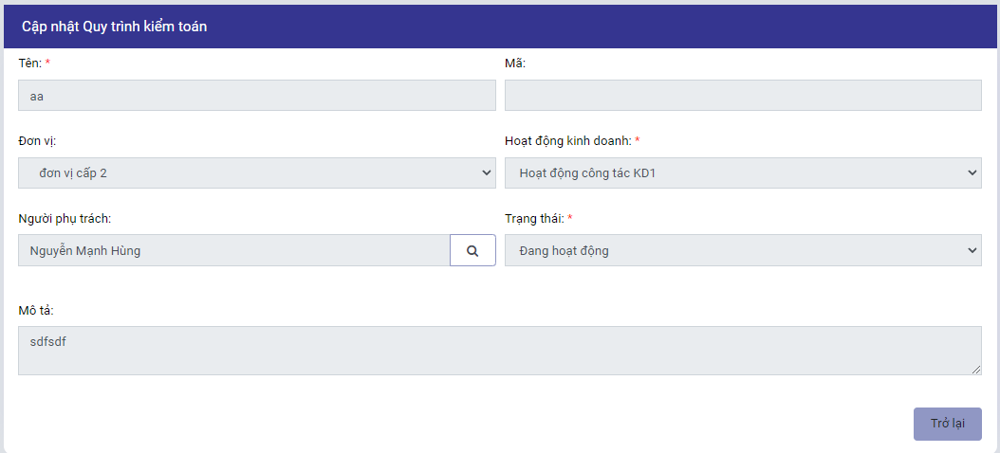 Cập nhật Quy trình kiểm toán
Tên: * Mã:
aa
Đơn vị: Hoạt động kinh doanh: *
đơn vị cấp 2 Hoạt động công tác KD1
Người phụ trách: Trạng thái: *
Nguyễn Mạnh Hùng Đang hoạt động
Mô tả:
sdfsdf
Trở lại